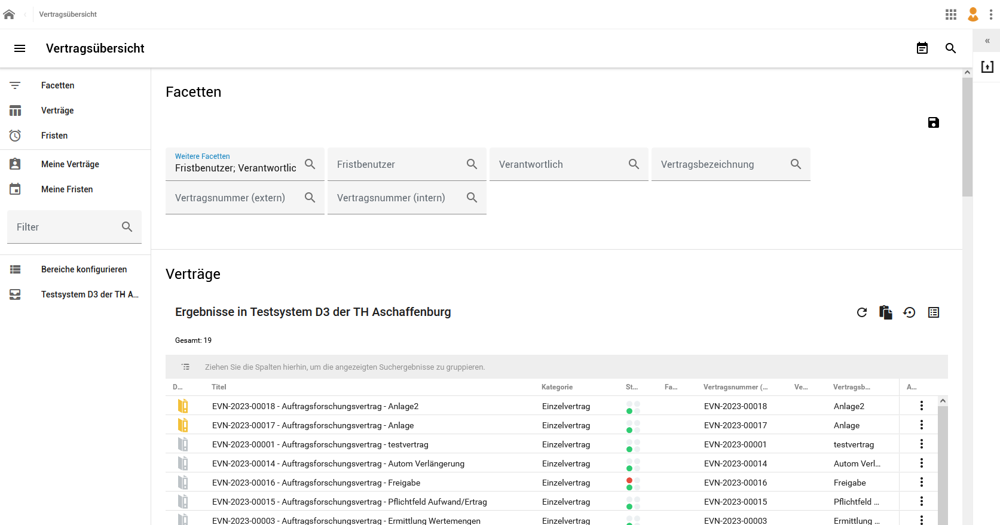 Vertragsübersicht
Vertragsübersicht
«
Facetten
Verträge
Fristen
Meine Verträge
Meine Fristen
Filter
Bereiche konfigurieren
Testsystem D3 der TH A...
Facetten
Weitere Facetten
Fristbenutzer; Verantwortlic
Fristbenutzer
Verantwortlich
Vertragsbezeichnung
Vertragsnummer (extern)
Vertragsnummer (intern)
Verträge
Ergebnisse in Testsystem D3 der TH Aschaffenburg
Gesamt: 19
Ziehen Sie die Spalten hierhin, um die angezeigten Suchergebnisse zu gruppieren.
D... Titel Kategorie St... Fa... Vertragsnummer (... Ve... Vertragsb... A...
EVN-2023-00018 - Auftragsforschungsvertrag - Anlage2 Einzelvertrag EVN-2023-00018 Anlage2
EVN-2023-00017 - Auftragsforschungsvertrag - Anlage Einzelvertrag EVN-2023-00017 Anlage
EVN-2023-00001 - Auftragsforschungsvertrag - testvertrag Einzelvertrag EVN-2023-00001 testvertrag
EVN-2023-00014 - Auftragsforschungsvertrag - Autom Verlängerung Einzelvertrag EVN-2023-00014 Autom Verl...
EVN-2023-00016 - Auftragsforschungsvertrag - Freigabe Einzelvertrag EVN-2023-00016 Freigabe
EVN-2023-00015 - Auftragsforschungsvertrag - Pflichtfeld Aufwand/Ertrag Einzelvertrag EVN-2023-00015 Pflichtfeld ...
EVN-2023-00003 - Auftragsforschungsvertrag - Ermittlung Wertemengen Einzelvertrag EVN-2023-00003 Ermittlung ...